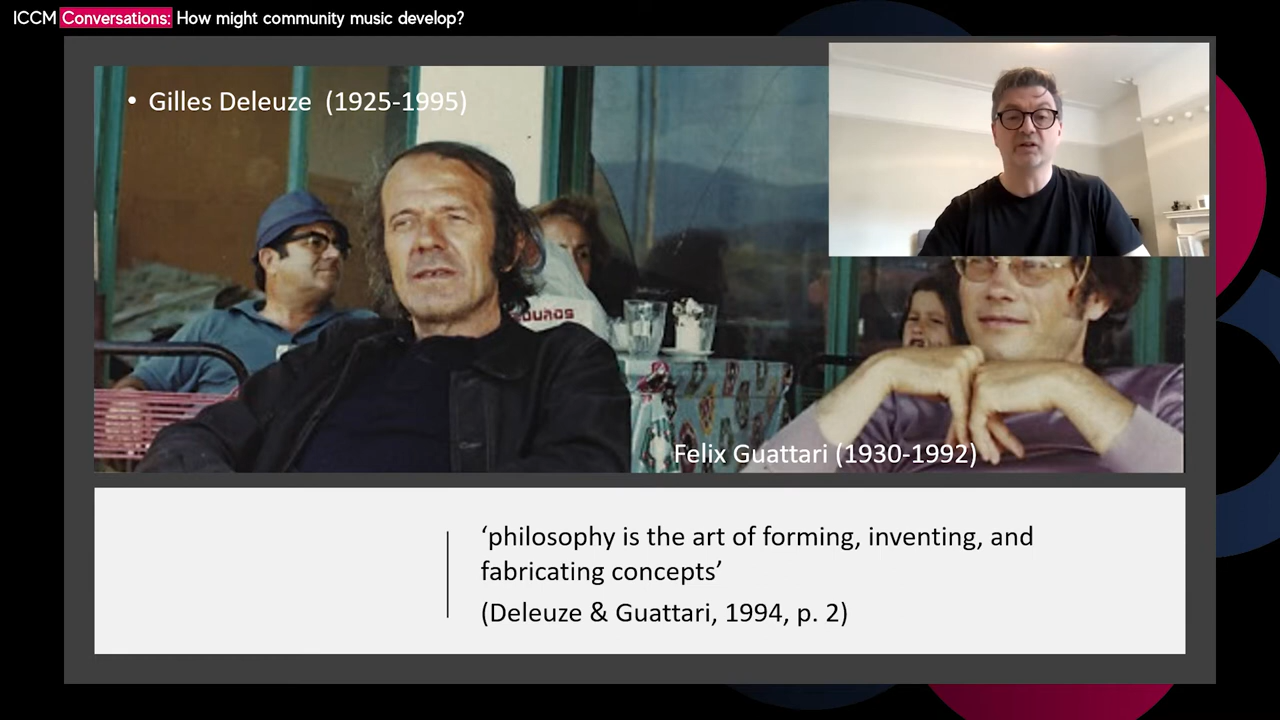 ICCM Conversations: How might community music develop?
• Gilles Deleuze (1925-1995)
OUROS
Felix Guattari (1930-1992)
‘philosophy is the art of forming, inventing, and
fabricating concepts’
(Deleuze & Guattari, 1994, p. 2)